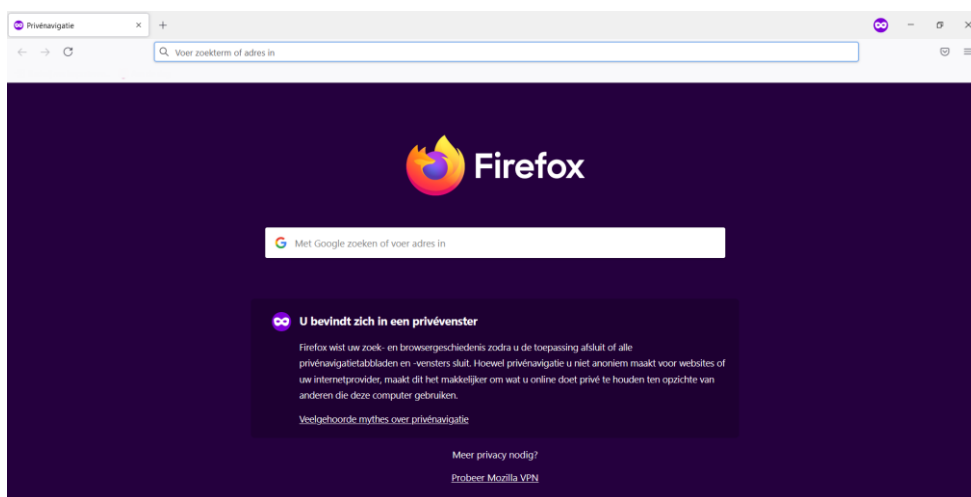 Privénavigatie
Voer zoekterm of adres in
Firefox
Met Google zoeken of voer adres in
U bevindt zich in een privévenster
Firefox wist uw zoek- en browsergeschiedenis zodra u de toepassing afsluit of alle
privénavigatietabbladen en -vensters sluit. Hoewel privénavigatie u niet anoniem maakt voor websites of
uw internetprovider, maakt dit het makkelijker om wat u online doet privé te houden ten opzichte van
anderen die deze computer gebruiken.
Veelgehoorde mythes over privénavigatie
Meer privacy nodig?
Probeer Mozilla VPN